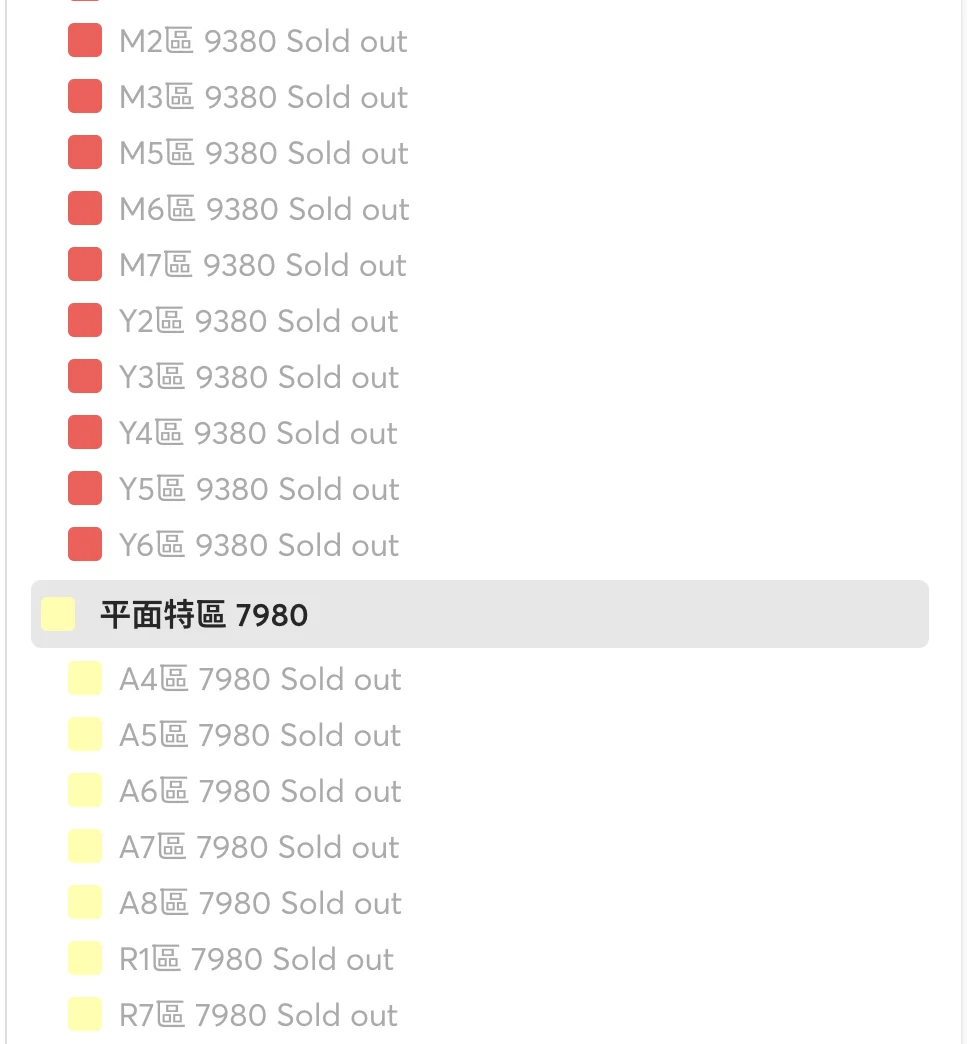 M2區 9380 Sold out
M3區 9380 Sold out
M5區 9380 Sold out
M6區 9380 Sold out
M7區 9380 Sold out
Y2區 9380 Sold out
Y3區 9380 Sold out
Y4區 9380 Sold out
Y5區 9380 Sold out
Y6區 9380 Sold out
平面特區 7980
A4區 7980 Sold out
A5區 7980 Sold out
A6區 7980 Sold out
A7區 7980 Sold out
A8區 7980 Sold out
R1區 7980 Sold out
R7區 7980 Sold out